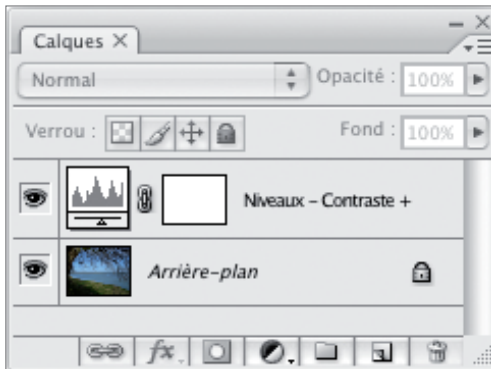 Calques
Normal Opacité : 100%
Verrou : Fond : 100%
Niveaux – Contraste +
Arrière-plan
fx